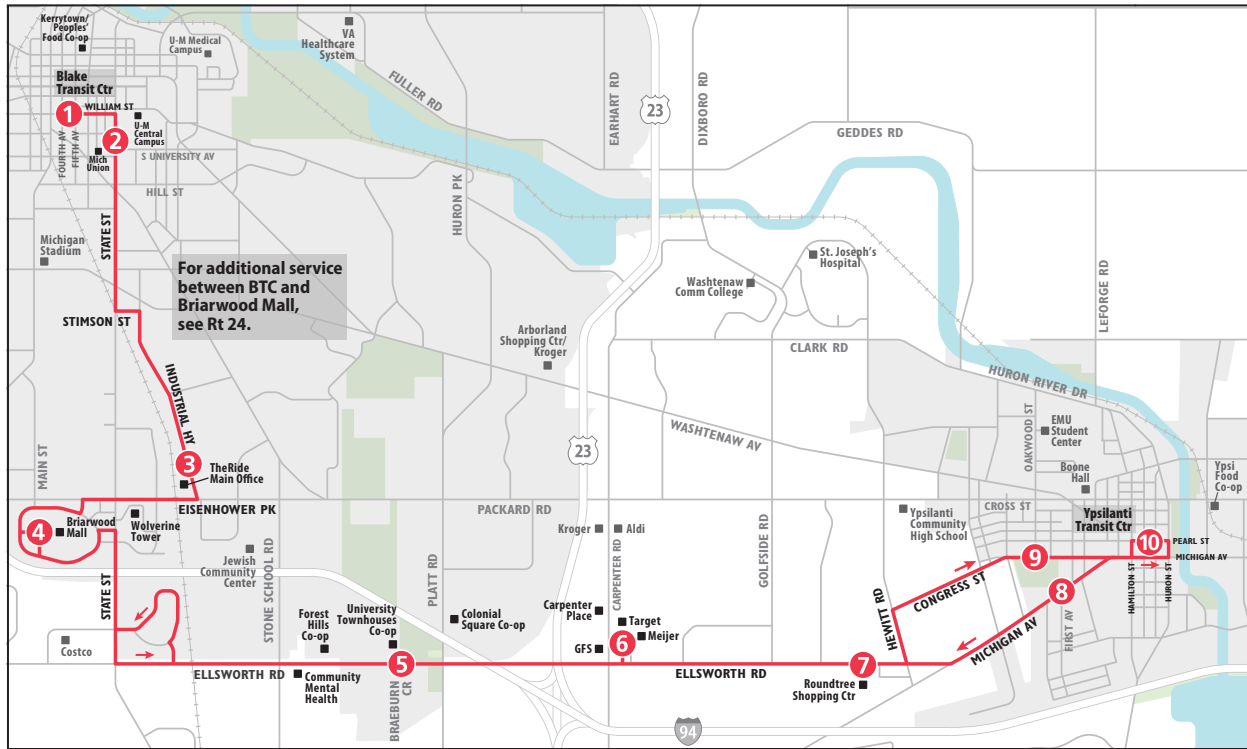 Kerrytown/
Peoples'
Food Co-op
U-M Medical
Campus
VA
Healthcare
System
FULLER RD
EARHART RD
23
DIXBORO RD
GEDDES RD
Blake
Transit Ctr
1
WILLIAM ST
2
U-M
Central
Campus
FOURTH AV
FIFTH AV
Mich
Union
S UNIVERSITY AV
HILL ST
HURON PK
STATE ST
Michigan
Stadium
For additional service
between BTC and
Briarwood Mall,
see Rt 24.
St. Joseph's
Hospital
Washtenaw
Comm College
LEFORGE RD
STIMSON ST
Arborland
Shopping Ctr/
Kroger
CLARK RD
HURON RIVER DR
INDUSTRIAL HY
WASHTENAW AV
OAKWOOD ST
EMU
Student
Center
MAIN ST
3
TheRide
Main Office
23
Boone
Hall
Ypsi
Food
Co-op
EISENHOWER PK
PACKARD RD
CROSS ST
4
Briarwood
Mall
Wolverine
Tower
Kroger
Aldi
Ypsilanti
Community
High School
Ypsilanti
Transit Ctr
Jewish
Community
Center
STONE SCHOOL RD
PLATT RD
CARPENTER RD
GOLFSIDE RD
9
10
PEARL ST
MICHIGAN AV
STATE ST
HEWITT RD
CONGRESS ST
8
HAMILTON ST
HURON ST
Forest
Hills
Co-op
University
Townhouses
Co-op
Colonial
Square Co-op
Carpenter
Place
Target
Meijer
FIRST AV
MICHIGAN AV
Costco
GFS
6
5
7
ELLSWORTH RD
Community
Mental
Health
BRAEBURN
CR
ELLSWORTH RD
Roundtree
Shopping Ctr
94